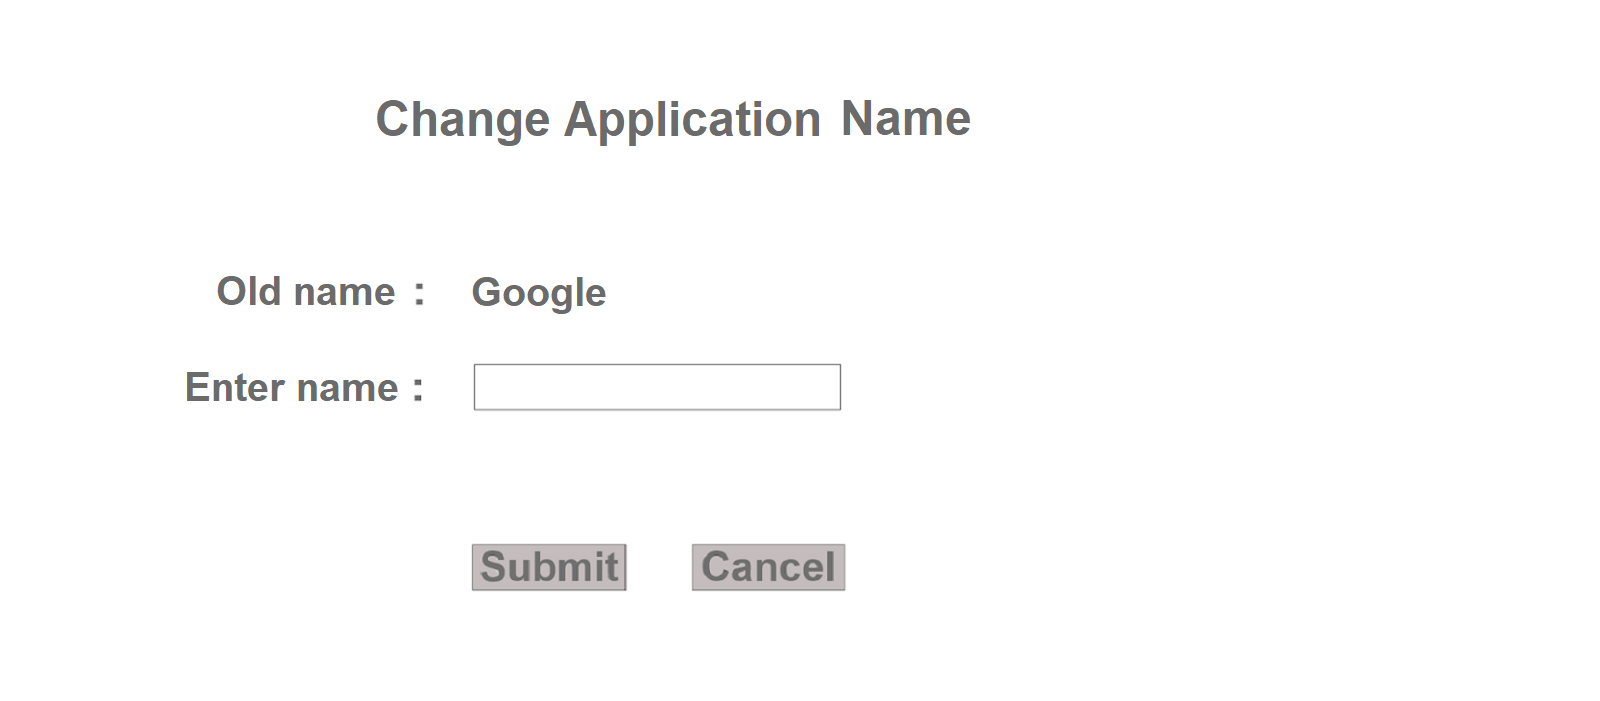 Change Application Name
Old name : Google
Enter name :
Submit Cancel